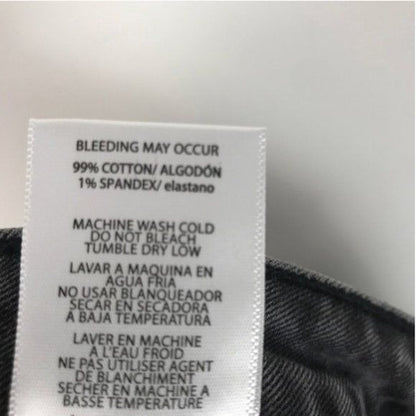 BLEEDING MAY OCCUR
99% COTTON/ ALGODÓN
1% SPANDEX/ elastano
MACHINE WASH COLD
DO NOT BLEACH
TUMBLE DRY LOW
LAVAR A MAQUINA EN
AGUA FRIA
NO USAR BLANQUEADOR
SECAR EN SECADORA
A BAJA TEMPERATURA
LAVER EN MACHINE
A L'EAU FROID
NE PAS UTILISER AGENT
DE BLANCHIMENT
SECHER EN MACHINE A
BASSE TEMPERATURE